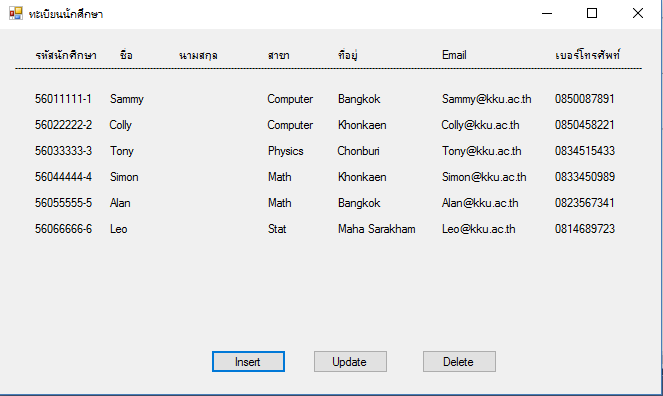 ทะเบียนนักศึกษา
รหัสนักศึกษา ชื่อ นามสกุล สาขา ที่อยู่ Email เบอร์โทรศัพท์
56011111-1 Sammy Computer Bangkok Sammy@kku.ac.th 0850087891
56022222-2 Colly Computer Khonkaen Colly@kku.ac.th 0850458221
56033333-3 Tony Physics Chonburi Tony@kku.ac.th 0834515433
56044444-4 Simon Math Khonkaen Simon@kku.ac.th 0833450989
56055555-5 Alan Math Bangkok Alan@kku.ac.th 0823567341
56066666-6 Leo Stat Maha Sarakham Leo@kku.ac.th 0814689723
Insert Update Delete